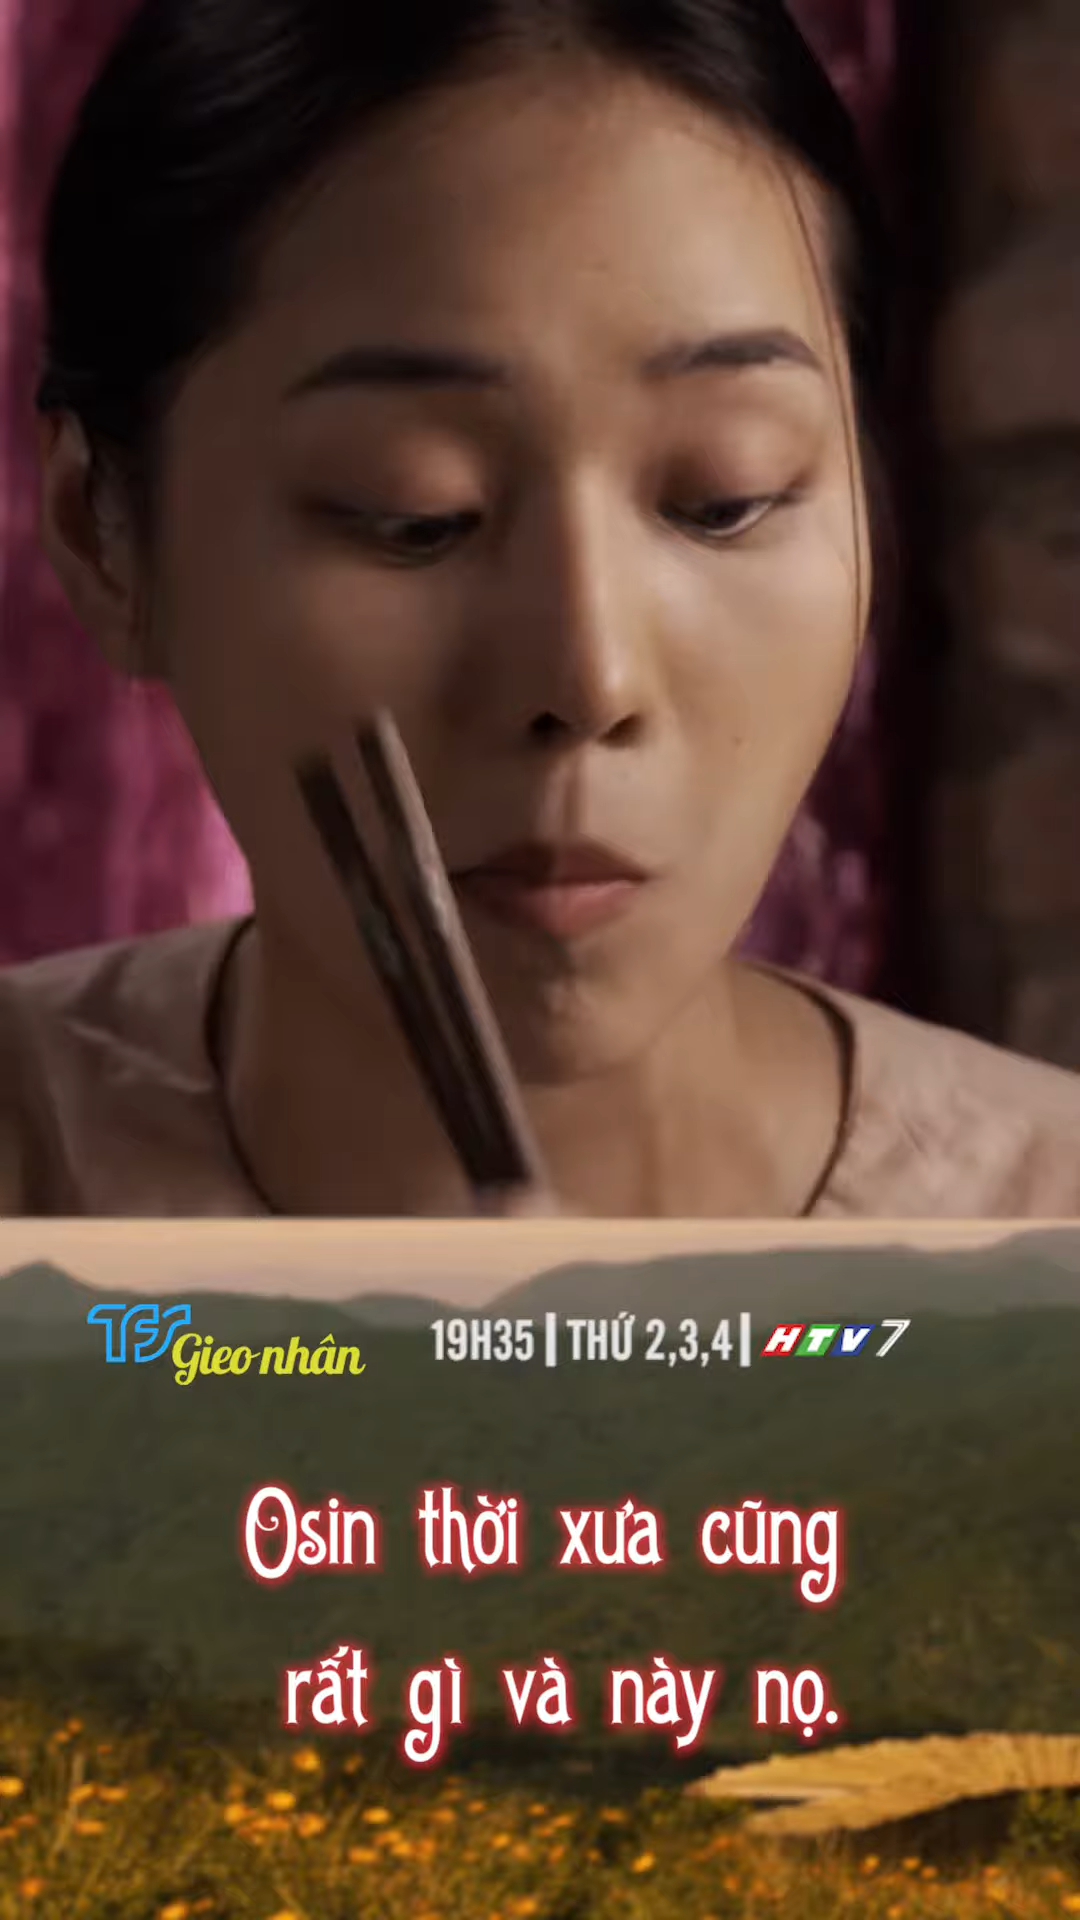 TFS Gieo nhân 19H35 | THỨ 2,3,4 | HTV7
Osin thời xưa cũng
rất gì và này nọ.